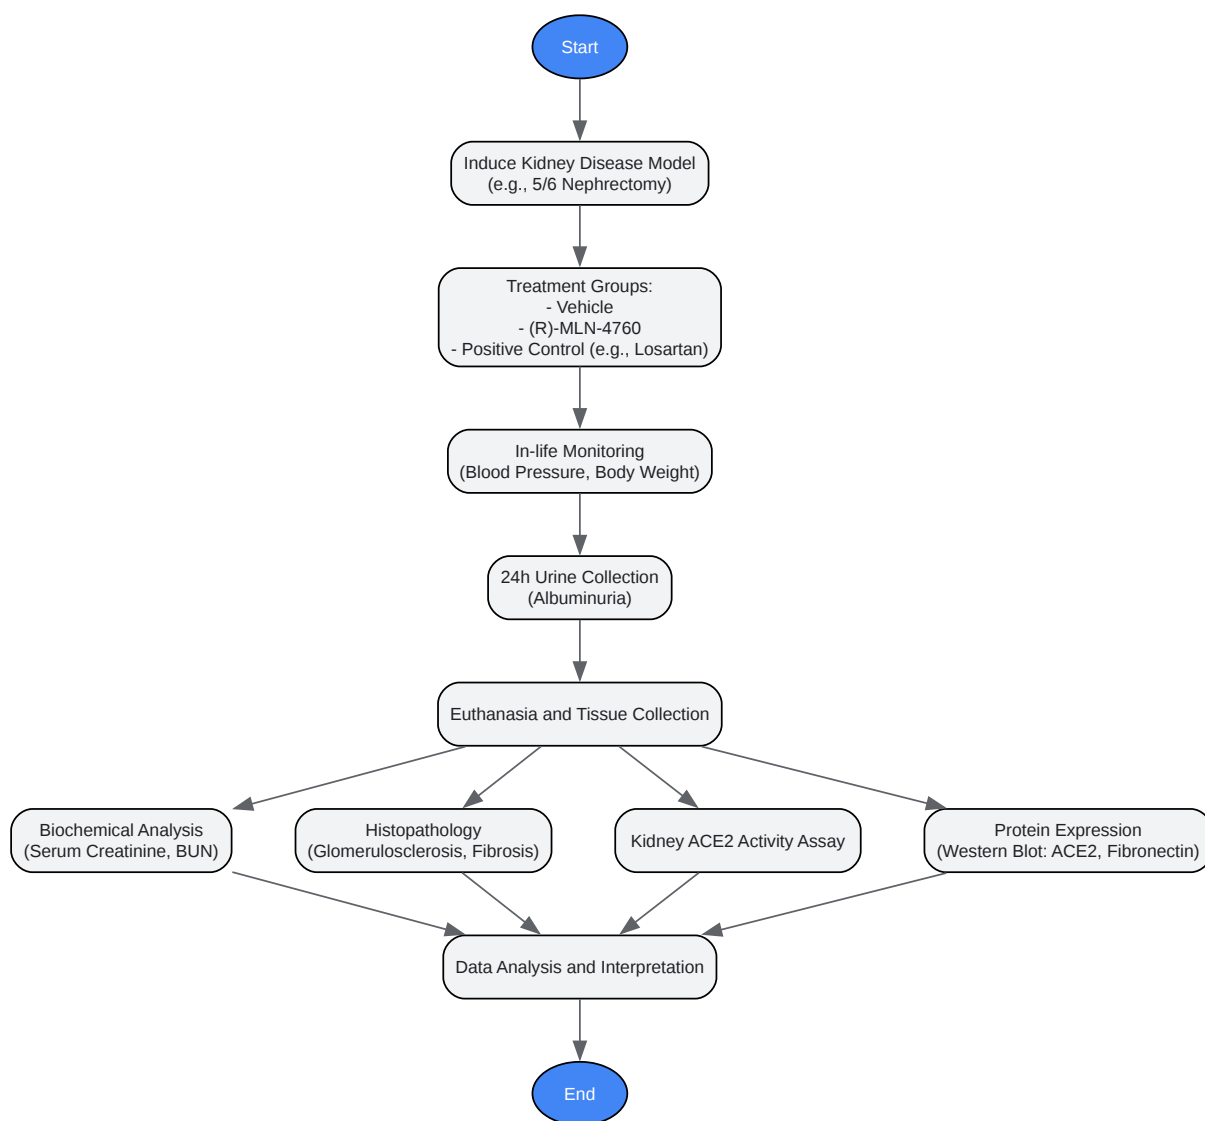 Start
Induce Kidney Disease Model
(e.g., 5/6 Nephrectomy)
Treatment Groups:
- Vehicle
- (R)-MLN-4760
- Positive Control (e.g., Losartan)
In-life Monitoring
(Blood Pressure, Body Weight)
24h Urine Collection
(Albuminuria)
Euthanasia and Tissue Collection
Biochemical Analysis
(Serum Creatinine, BUN)
Histopathology
(Glomerulosclerosis, Fibrosis)
Kidney ACE2 Activity Assay
Protein Expression
(Western Blot: ACE2, Fibronectin)
Data Analysis and Interpretation
End